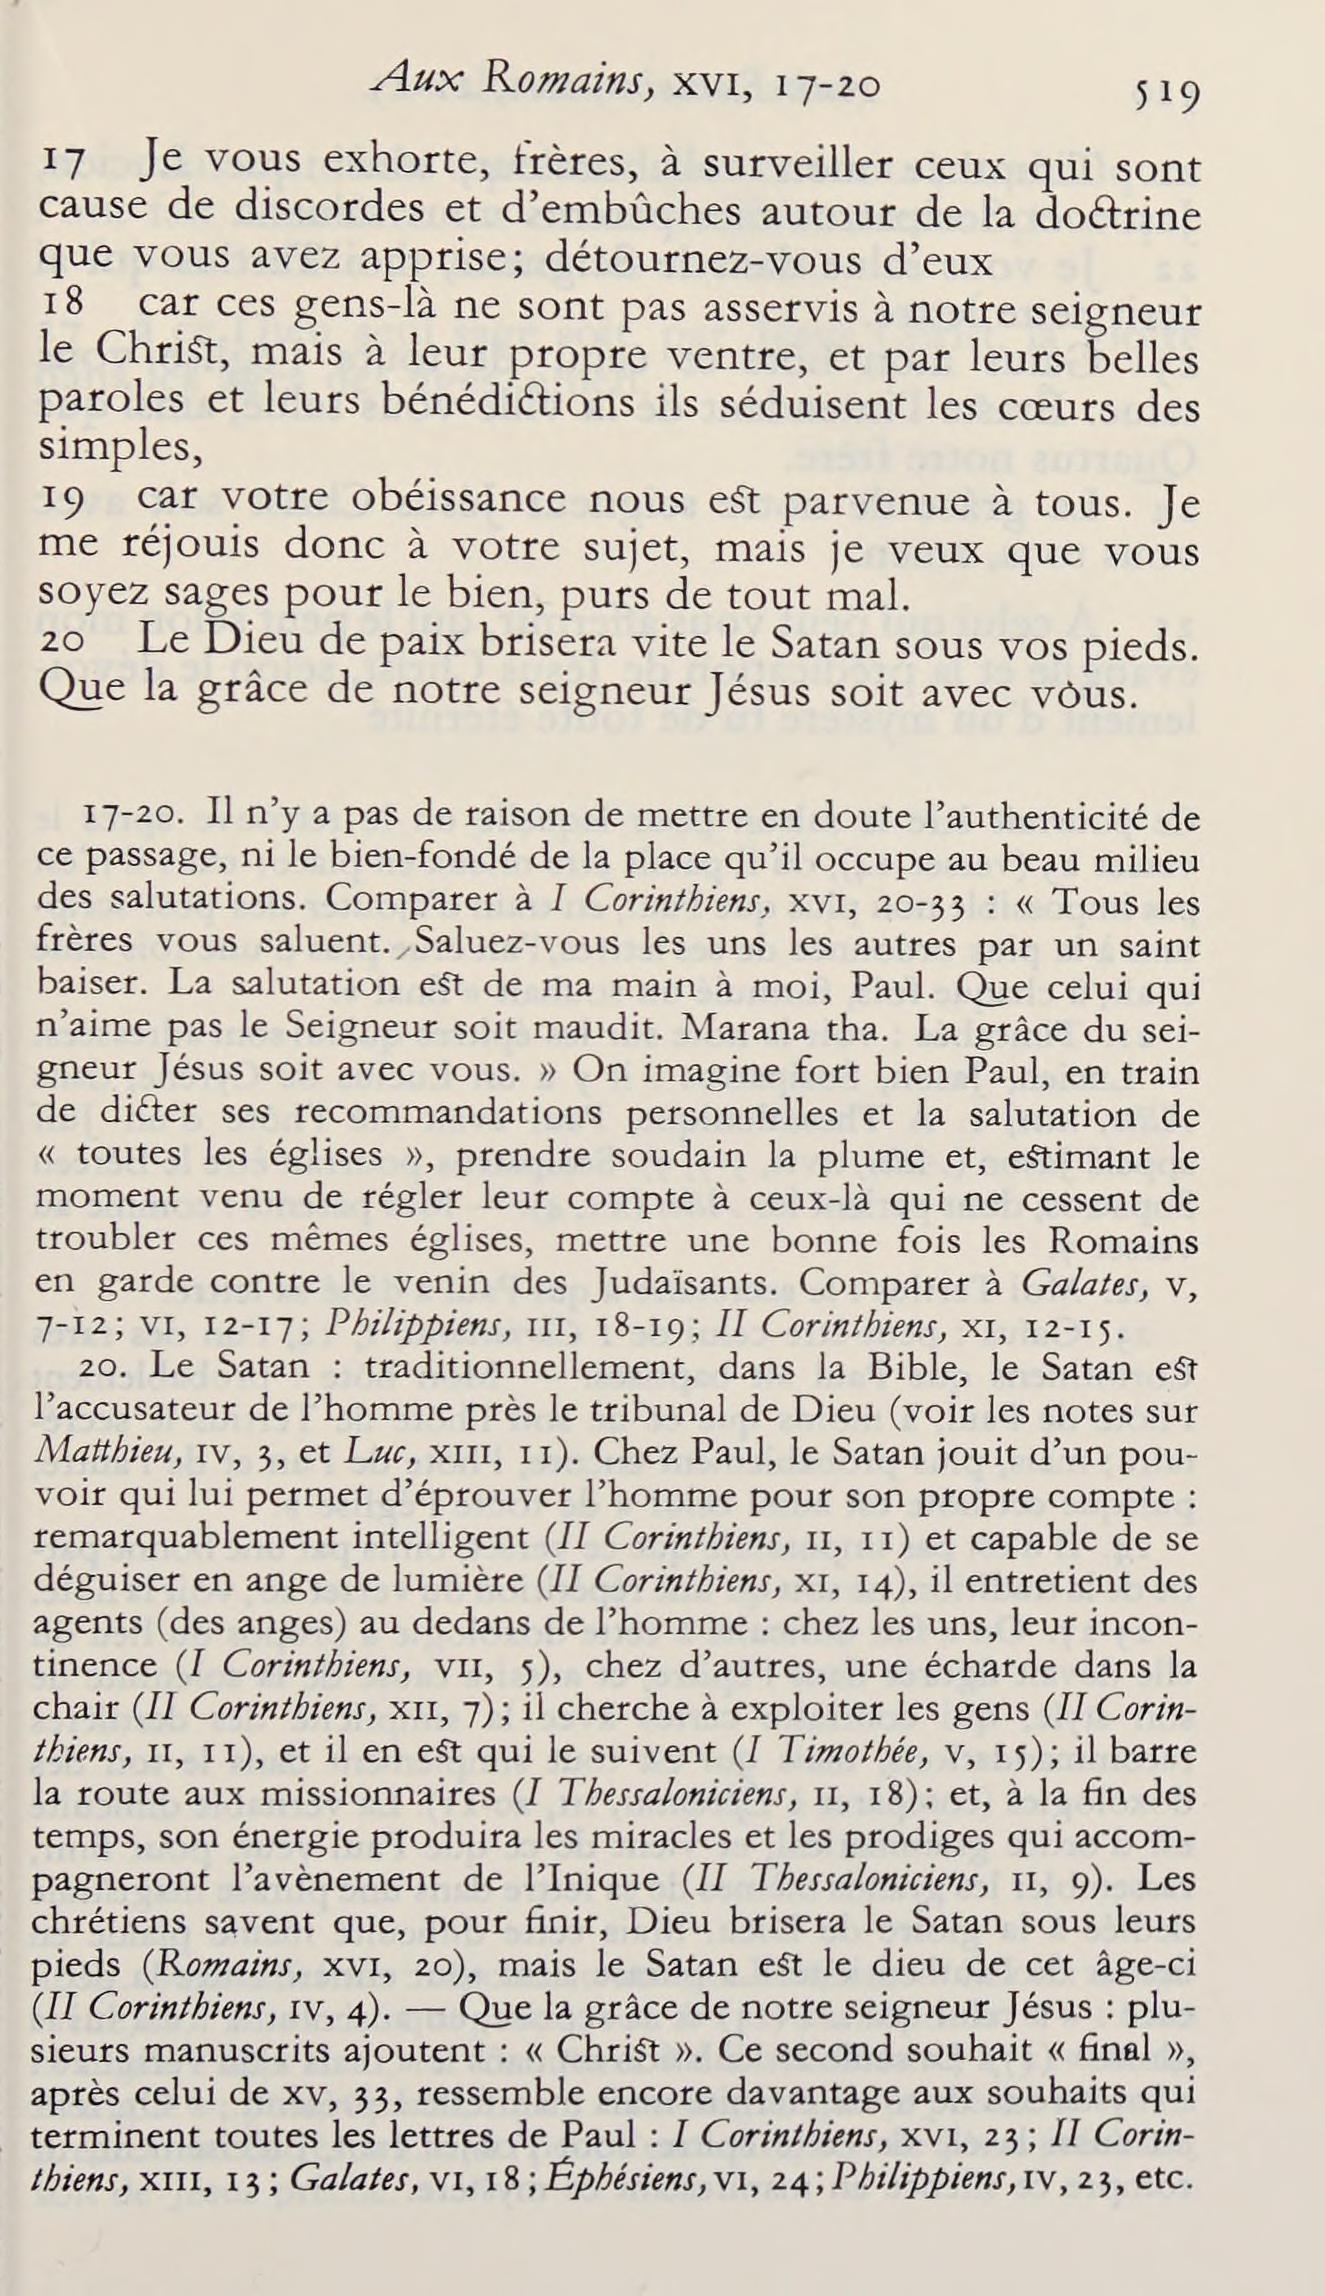 Aux Romains, XVI, 17-20 519
17 Je vous exhorte, frères, à surveiller ceux qui sont
cause de discordes et d’embûches autour de la doctrine
que vous avez apprise; détournez-vous d’eux
18 car ces gens-là ne sont pas asservis à notre seigneur
le Christ, mais à leur propre ventre, et par leurs belles
paroles et leurs bénédictions ils séduisent les cœurs des
simples,
19 car votre obéissance nous est parvenue à tous. Je
me réjouis donc à votre sujet, mais je veux que vous
soyez sages pour le bien, purs de tout mal.
20 Le Dieu de paix brisera vite le Satan sous vos pieds.
Que la grâce de notre seigneur Jésus soit avec vous.
17-20. Il n’y a pas de raison de mettre en doute l’authenticité de
ce passage, ni le bien-fondé de la place qu’il occupe au beau milieu
des salutations. Comparer à I Corinthiens, XVI, 20-33 : « Tous les
frères vous saluent. Saluez-vous les uns les autres par un saint
baiser. La salutation est de ma main à moi, Paul. Que celui qui
n’aime pas le Seigneur soit maudit. Marana tha. La grâce du sei-
gneur Jésus soit avec vous. » On imagine fort bien Paul, en train
de dicter ses recommandations personnelles et la salutation de
« toutes les églises », prendre soudain la plume et, estimant le
moment venu de régler leur compte à ceux-là qui ne cessent de
troubler ces mêmes églises, mettre une bonne fois les Romains
en garde contre le venin des Judaïsants. Comparer à Galates, V,
7-12; VI, 12-17; Philippiens, III, 18-19; II Corinthiens, XI, 12-15.
20. Le Satan : traditionnellement, dans la Bible, le Satan est
l’accusateur de l’homme près le tribunal de Dieu (voir les notes sur
Matthieu, IV, 3, et Luc, XIII, 11). Chez Paul, le Satan jouit d’un pou-
voir qui lui permet d’éprouver l’homme pour son propre compte :
remarquablement intelligent (II Corinthiens, II, 11) et capable de se
déguiser en ange de lumière (II Corinthiens, XI, 14), il entretient des
agents (des anges) au dedans de l’homme : chez les uns, leur incon-
tinence (I Corinthiens, VII, 5), chez d’autres, une écharde dans la
chair (II Corinthiens, XII, 7); il cherche à exploiter les gens (II Corin-
thiens, II, 11), et il en est qui le suivent (I Timothée, V, 15); il barre
la route aux missionnaires (I Thessaloniciens, II, 18); et, à la fin des
temps, son énergie produira les miracles et les prodiges qui accom-
pagneront l’avènement de l’Inique (II Thessaloniciens, II, 9). Les
chrétiens savent que, pour finir, Dieu brisera le Satan sous leurs
pieds (Romains, XVI, 20), mais le Satan est le dieu de cet âge-ci
(II Corinthiens, IV, 4). — Que la grâce de notre seigneur Jésus : plu-
sieurs manuscrits ajoutent : « Christ ». Ce second souhait « final »,
après celui de XV, 33, ressemble encore davantage aux souhaits qui
terminent toutes les lettres de Paul : I Corinthiens, XVI, 23; II Corin-
thiens, XIII, 13; Galates, VI, 18; Éphésiens, VI, 24; Philippiens, IV, 23, etc.